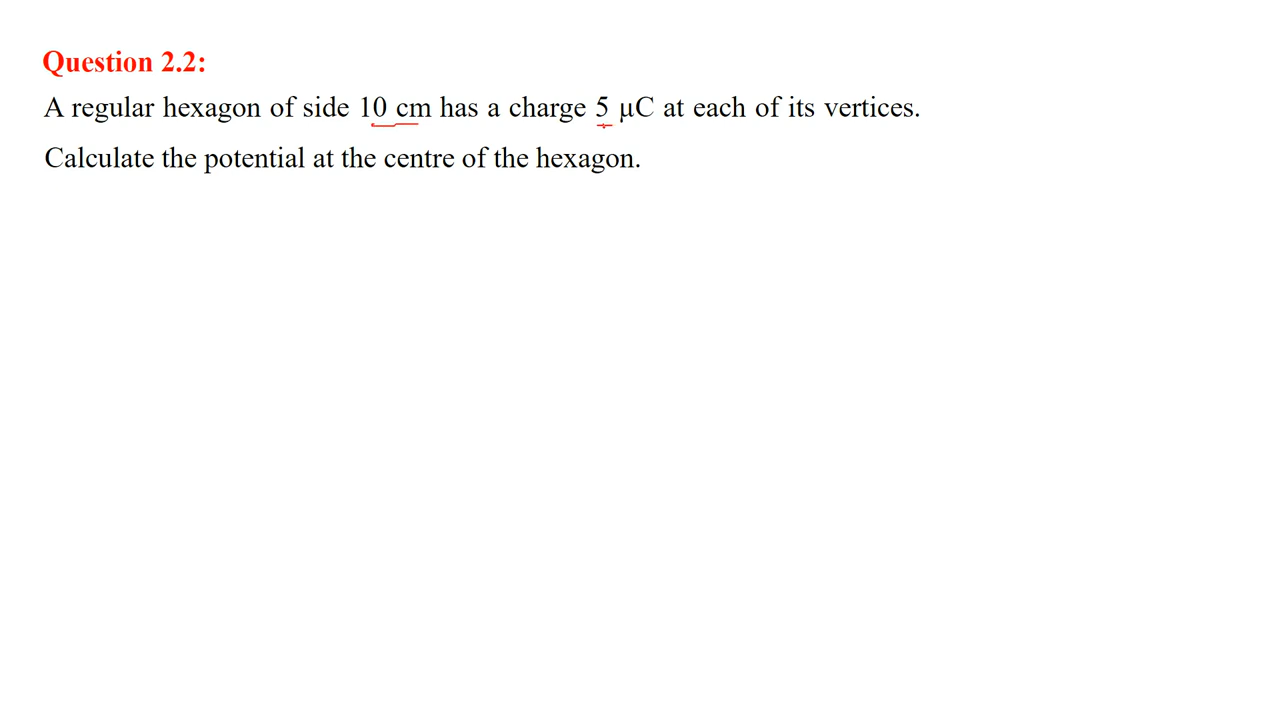 Question 2.2:
A regular hexagon of side 10 cm has a charge 5 µC at each of its vertices.
Calculate the potential at the centre of the hexagon.